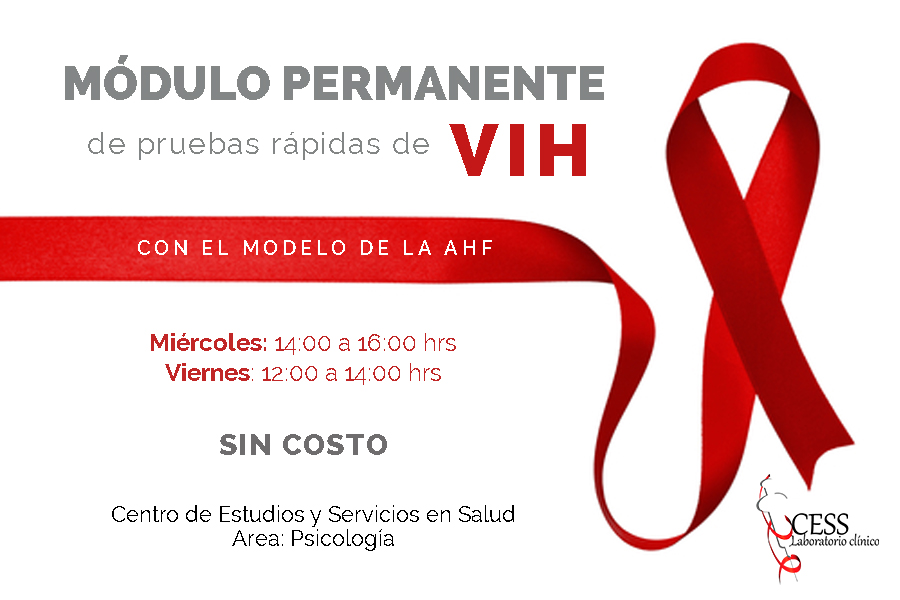 MÓDULO PERMANENTE
de pruebas rápidas de VIH
CON EL MODELO DE LA AHF
Miércoles: 14:00 a 16:00 hrs
Viernes: 12:00 a 14:00 hrs
SIN COSTO
Centro de Estudios y Servicios en Salud
Area: Psicología
CESS
Laboratorio clínico